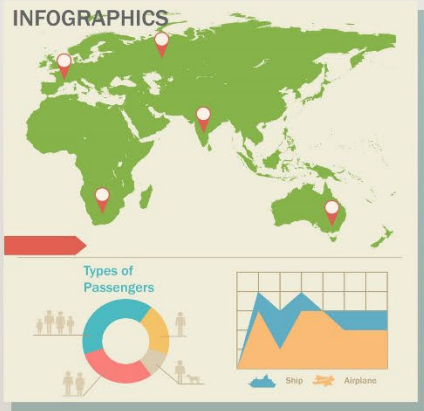 INFOGRAPHICS
Types of
Passengers
Ship
Airplane